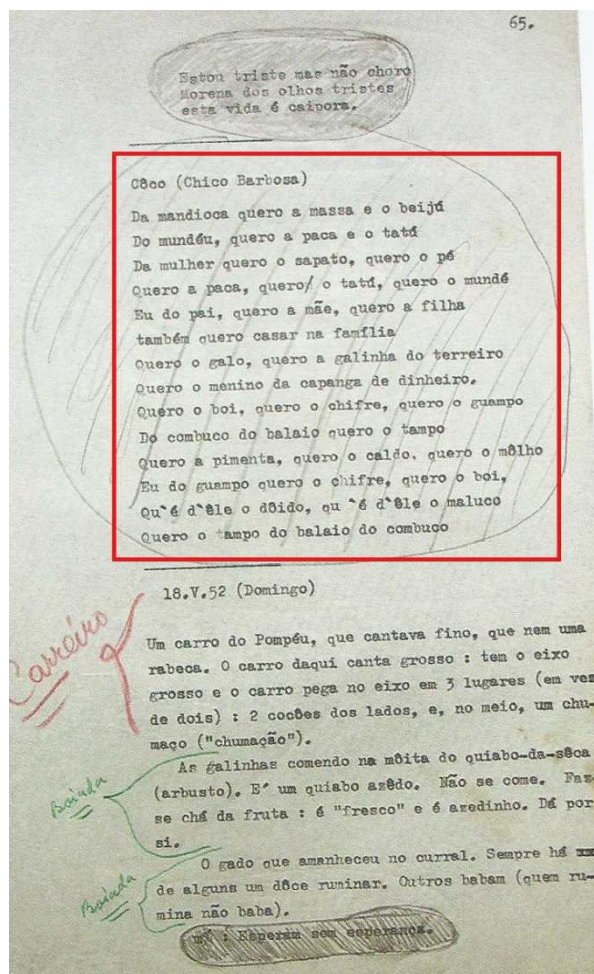 65.
Estou triste mas não choro
Morena dos olhos tristes
esta vida é caipora.
Côco (Chico Barbosa)
Da mandioca quero a massa e o beijú
Do mundéu, quero a paca e o tatú
Da mulher quero o sapato, quero o pé
Quero a paca, quero/ o tatú, quero o mundé
Eu do pai, quero a mãe, quero a filha
também quero casar na família
Quero o galo, quero a galinha do terreiro
Quero o menino da capanga de dinheiro.
Quero o boi, quero o chifre, quero o guampo
Do combuco do balaio quero o tampo
Quero a pimenta, quero o caldo. quero o môlho
Eu do guampo quero o chifre, quero o boi,
Qu`é d`êle o dôido, qu `é d`êle o maluco
Quero o tampo do balaio do combuco
18.V.52 (Domingo)
Carreiro
Um carro do Pompéu, que cantava fino, que nem uma
rabeca. O carro daqui canta grosso : tem o eixo
grosso e o carro pega no eixo em 3 lugares (em vez
de dois) : 2 cocões dos lados, e, no meio, um chu-
maço ("chumação").
Boiada
As galinhas comendo na môita do quiabo-da-sêca
(arbusto). E´ um quiabo azêdo. Não se come. Faz-
se chá da fruta : é "fresco" e é azedinho. Dá por
si.
Boiada
O gado que amanheceu no curral. Sempre há xx
de alguns um dôce ruminar. Outros babam (quem ru-
mina não baba).
m% : Esperam sem esperança.